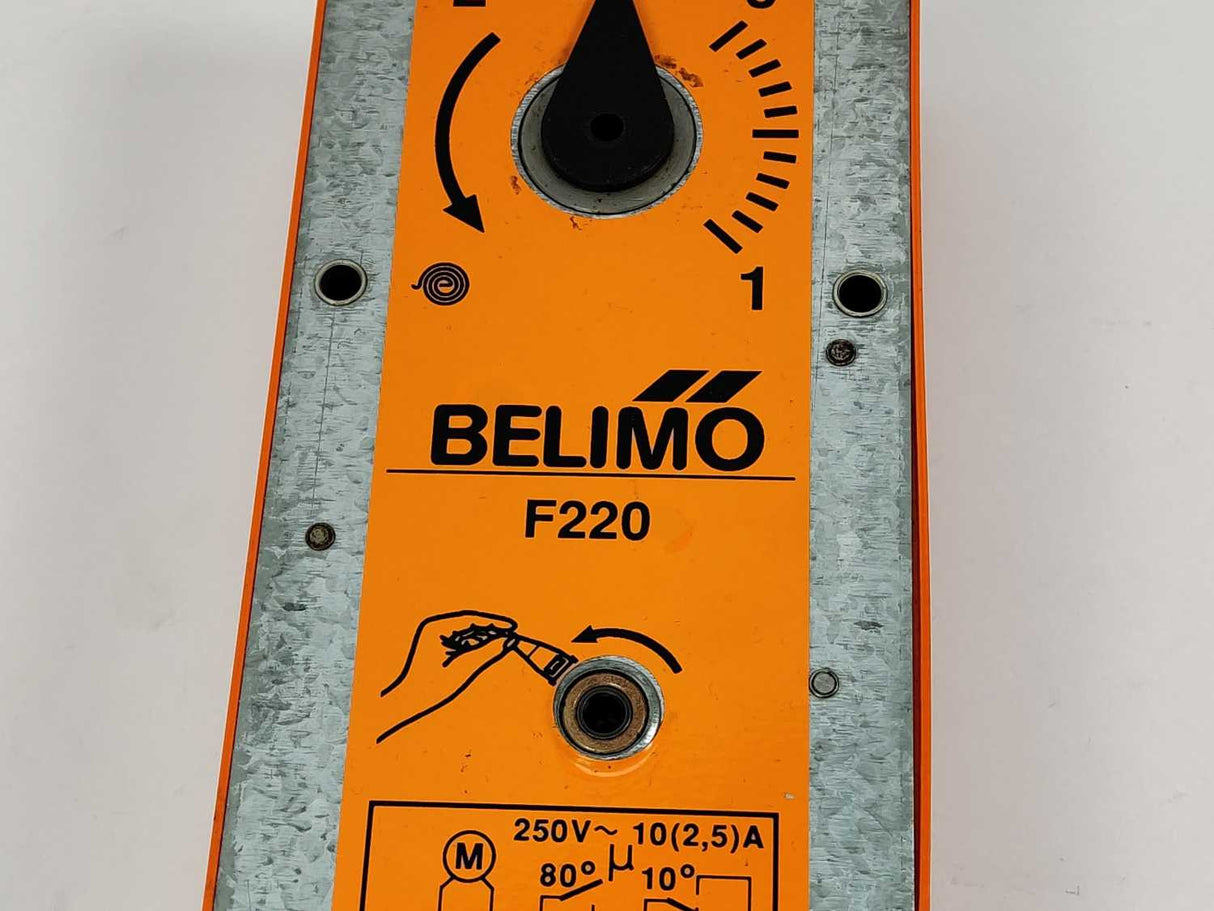 1
BELIMO
F220
250V~ 10(2,5)A
M
80° µ 10°